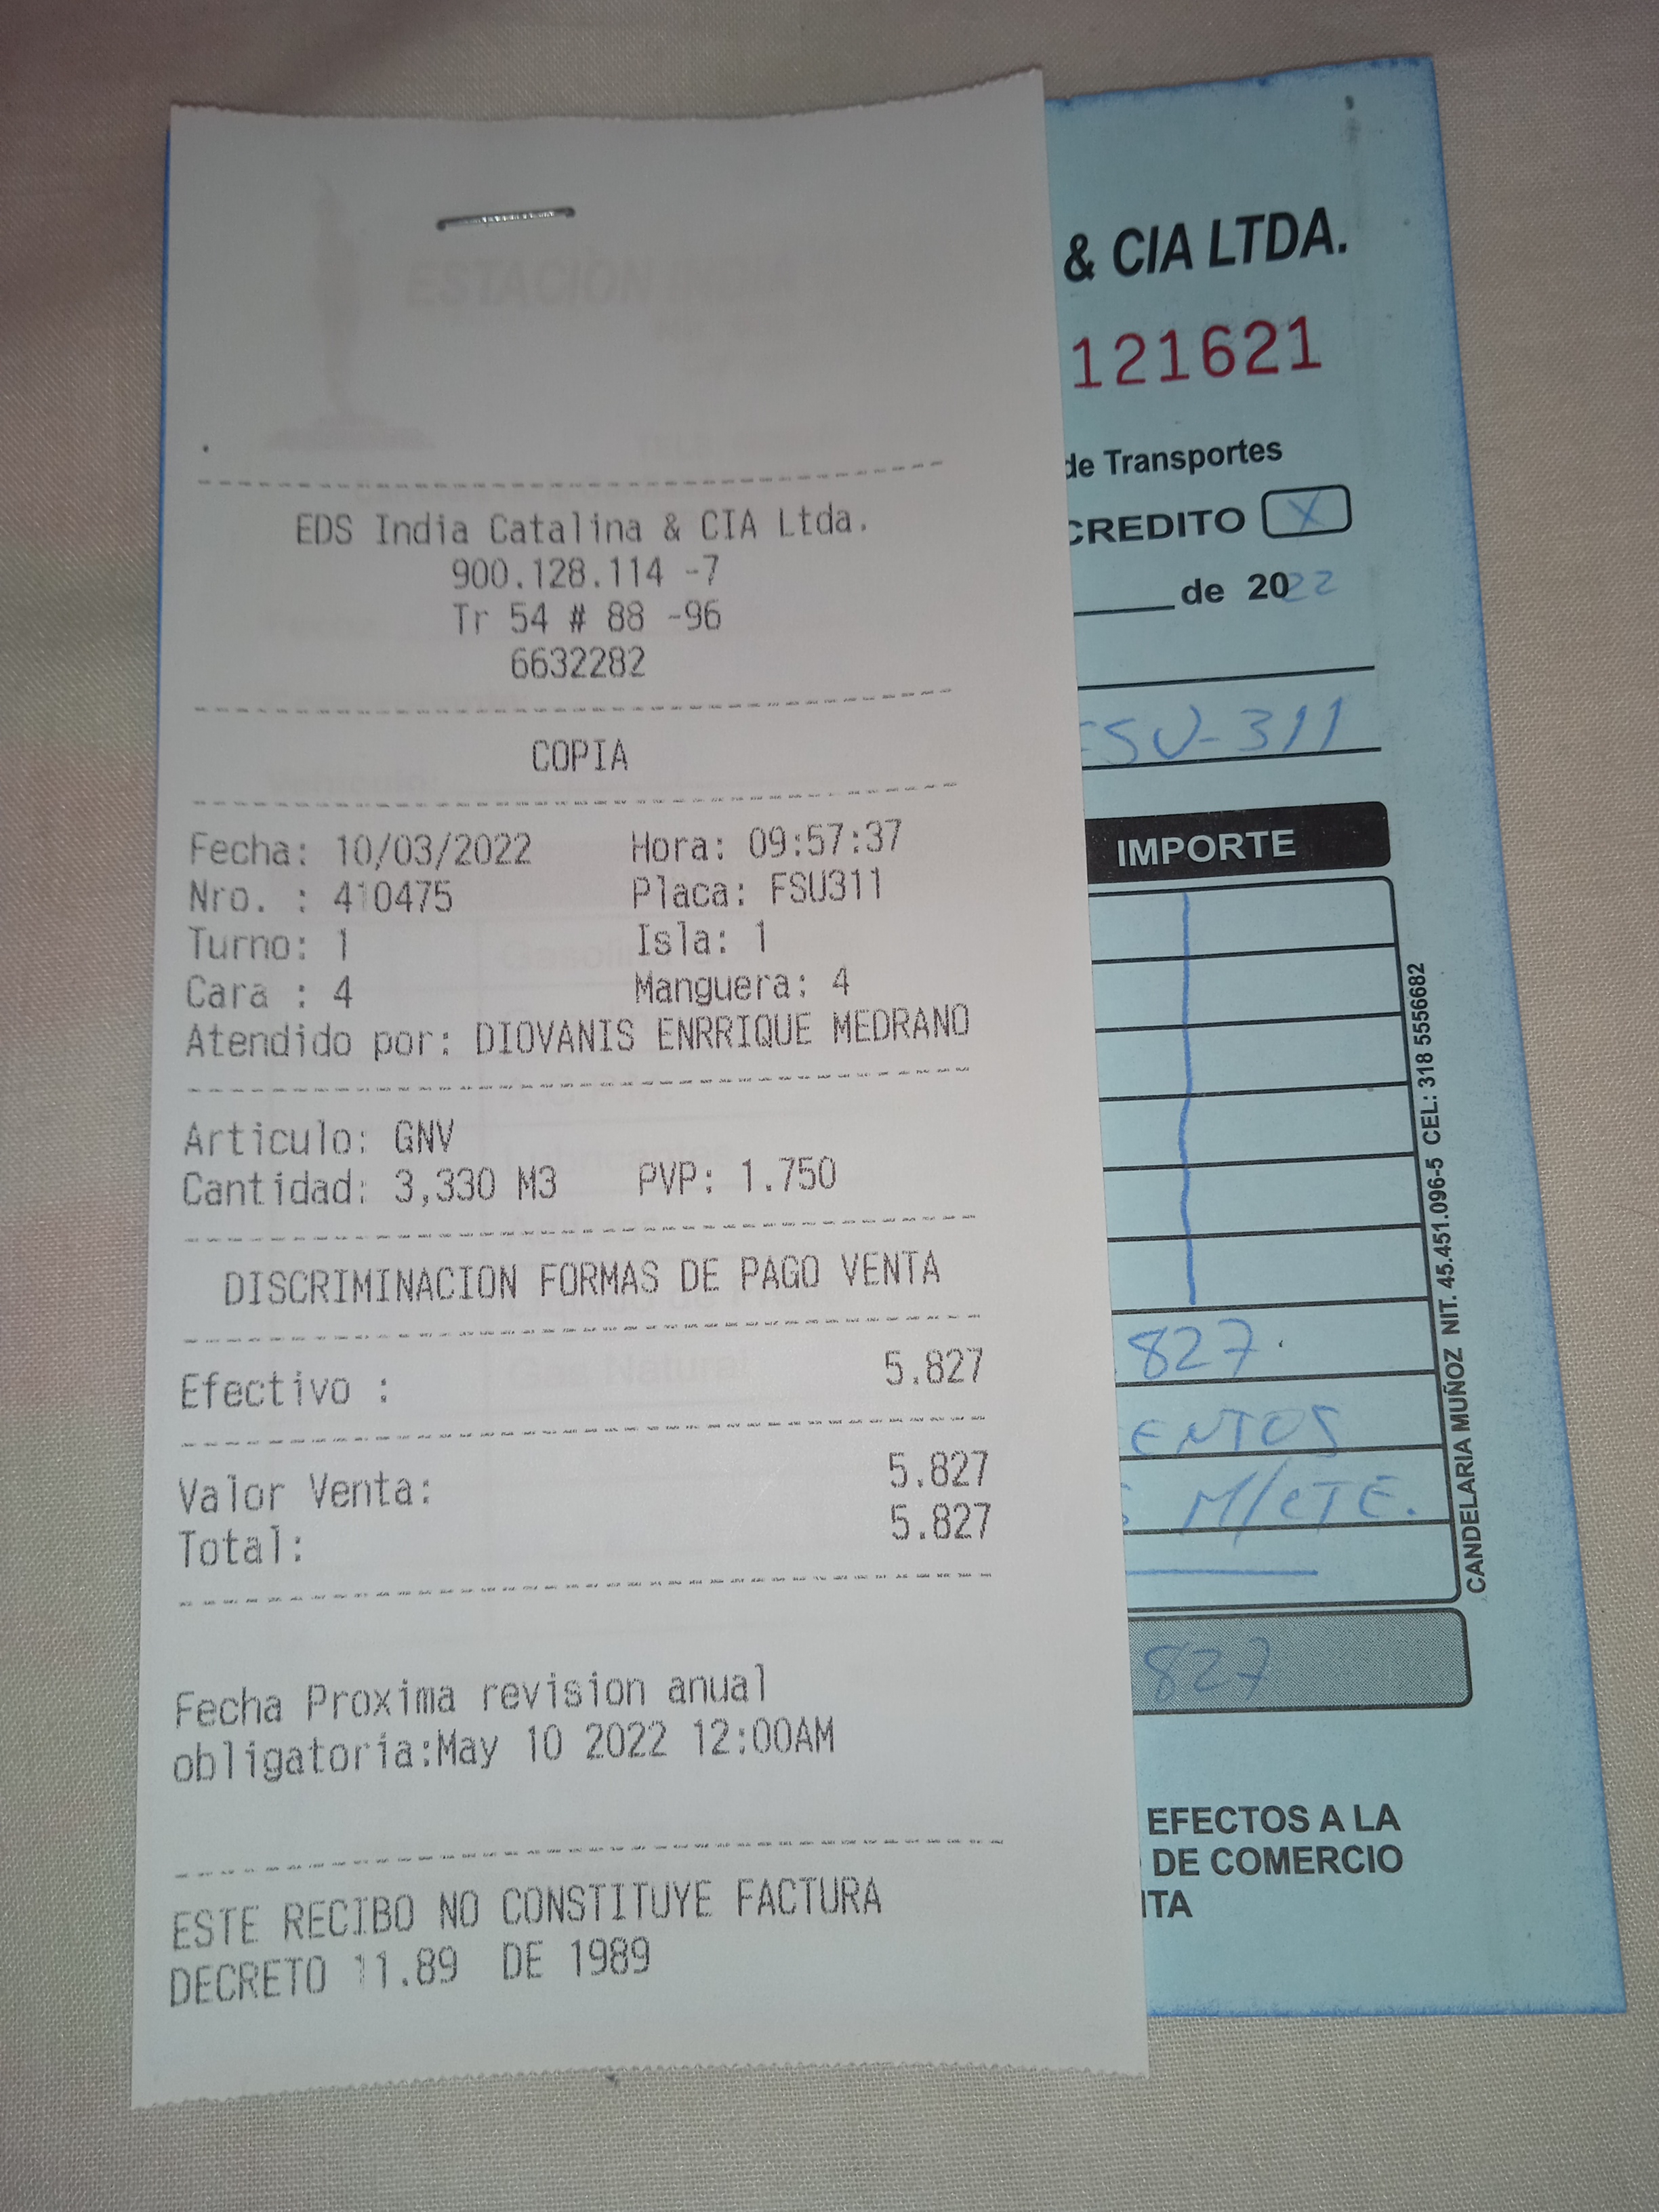 ESTACIÓN INDIA
EDS India Catalina & CIA Ltda.
900.128.114 -7
Tr 54 # 88 -96
6632282
COPIA
Fecha: 10/03/2022 Hora: 09:57:37
Nro. : 410475 Placa: FSU311
Turno: 1 Isla: 1
Cara : 4 Manguera: 4
Atendido por: DIOVANIS ENRRIQUE MEDRANO
Articulo: GNV
Cantidad: 3,330 M3 PVP: 1.750
DISCRIMINACION FORMAS DE PAGO VENTA
Efectivo : 5.827
Valor Venta: 5.827
Total: 5.827
Fecha Proxima revision anual
obligatoria:May 10 2022 12:00AM
ESTE RECIBO NO CONSTITUYE FACTURA
DECRETO 11.89 DE 1989
& CIA LTDA.
121621
de Transportes
CREDITO X
de 2022
FSU-311
IMPORTE
827
ENTOS
M/CTE.
827
EFECTOS A LA
DE COMERCIO
CANDELARIA MUÑOZ NIT. 45.451.096-5 CEL: 318 5556682